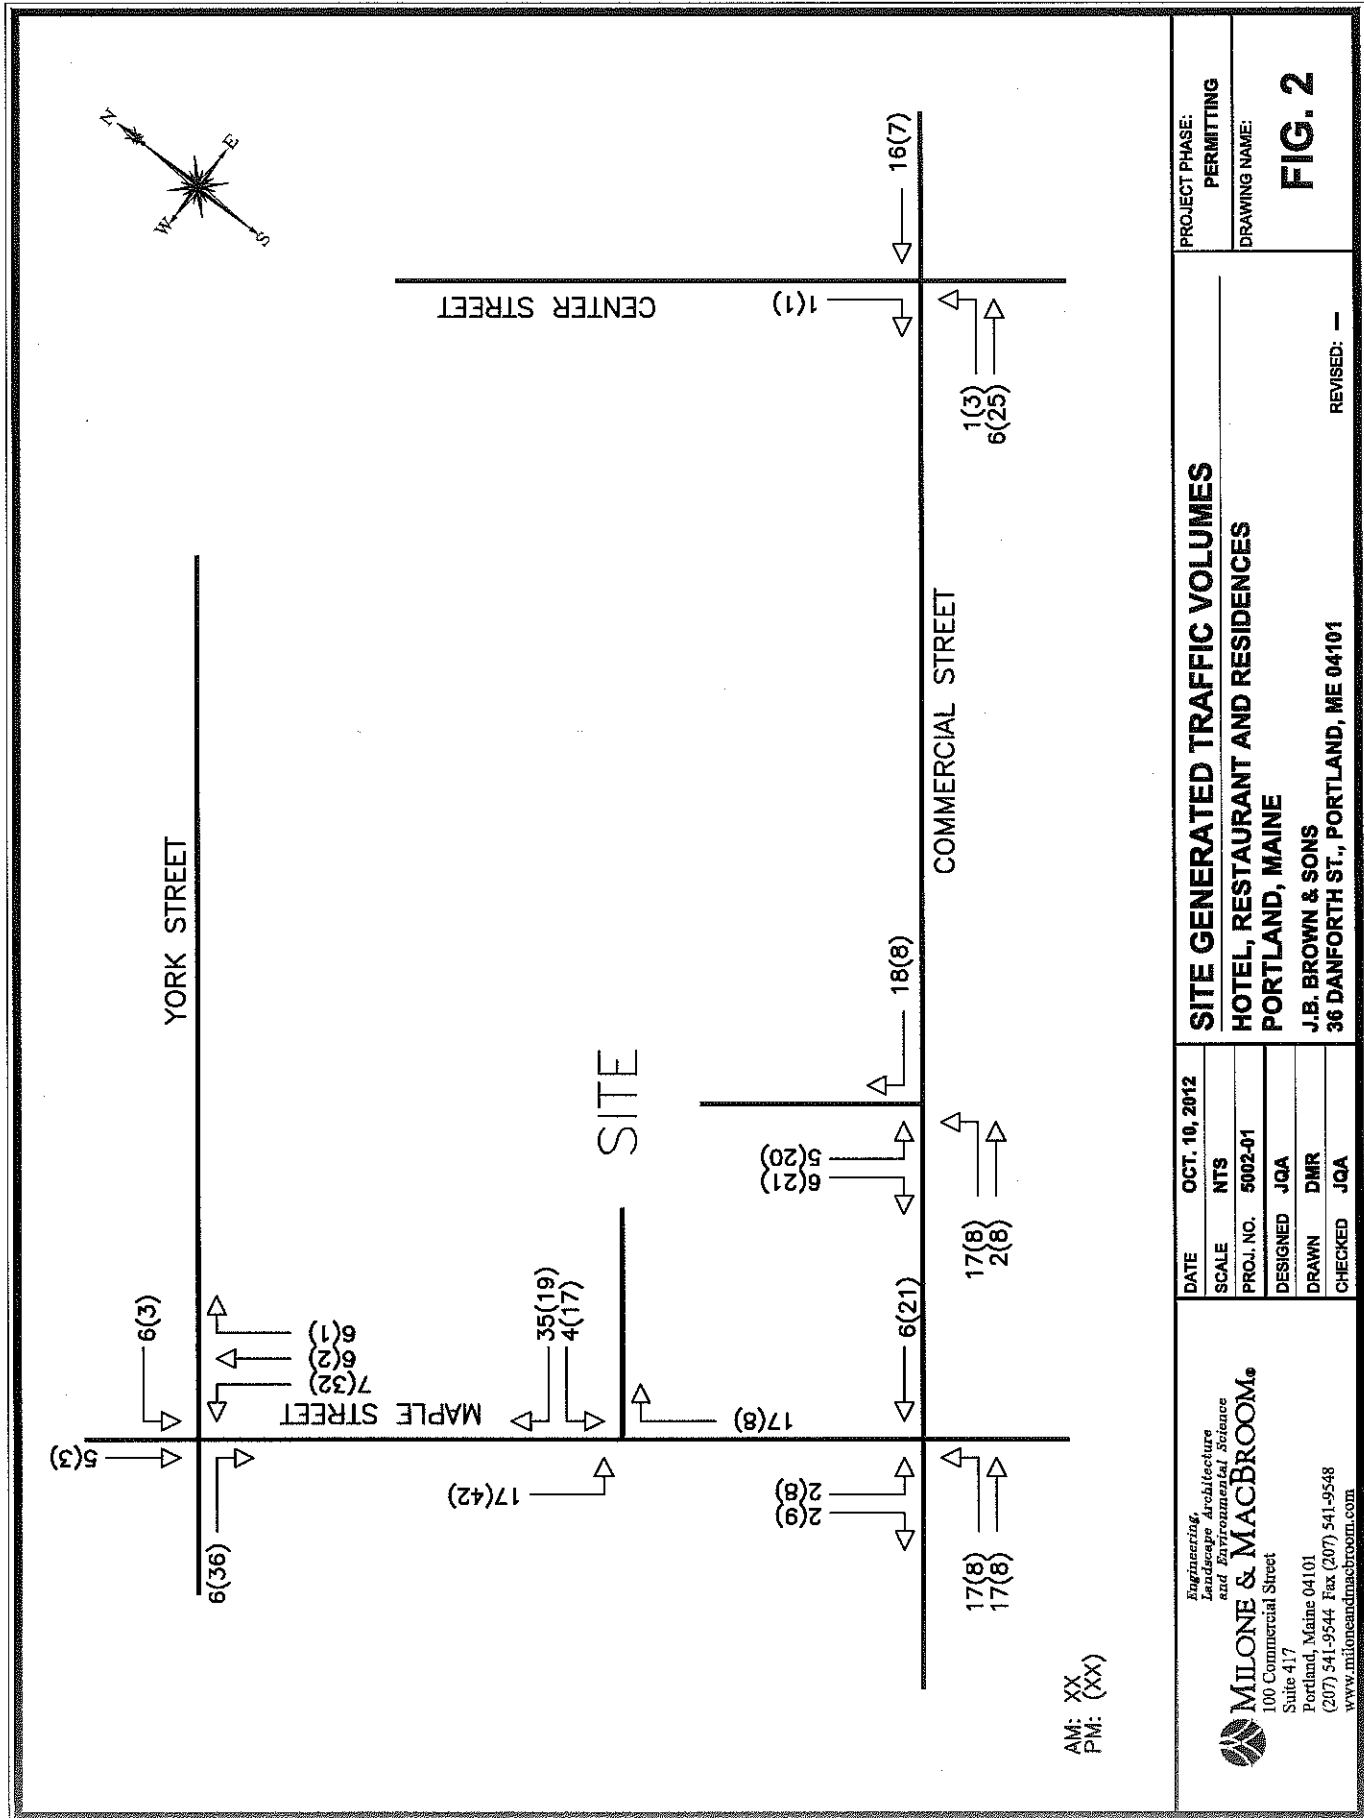 N
E
W
S
YORK STREET
CENTER STREET
COMMERCIAL STREET
MAPLE STREET
SITE
5(3)
6(3)
6(36)
7(32)
6(2)
6(1)
35(19)
4(17)
17(42)
17(8)
2(9)
2(8)
17(8)
17(8)
6(21)
6(21)
5(20)
17(8)
2(8)
18(8)
1(1)
1(3)
6(25)
16(7)
AM: XX
PM: (XX)
Engineering,
Landscape Architecture
and Environmental Science
MILONE & MACBROOM®
100 Commercial Street
Suite 417
Portland, Maine 04101
(207) 541-9544 Fax (207) 541-9548
www.miloneandmacbroom.com
DATE OCT. 10, 2012
SCALE NTS
PROJ. NO. 5002-01
DESIGNED JQA
DRAWN DMR
CHECKED JQA
SITE GENERATED TRAFFIC VOLUMES
HOTEL, RESTAURANT AND RESIDENCES
PORTLAND, MAINE
J.B. BROWN & SONS
36 DANFORTH ST., PORTLAND, ME 04101
REVISED: —
PROJECT PHASE:
PERMITTING
DRAWING NAME:
FIG. 2